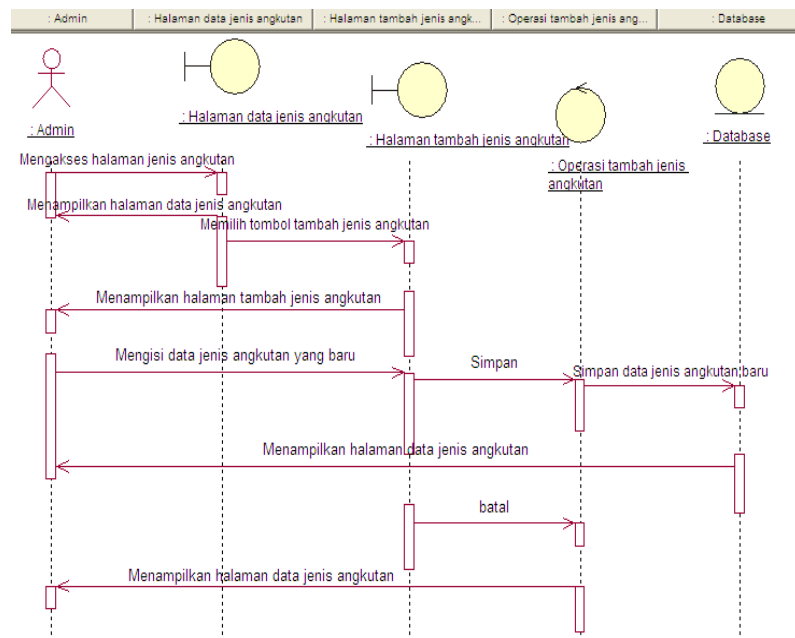 : Admin
: Halaman data jenis angkutan
: Halaman tambah jenis angk...
: Operasi tambah jenis ang...
: Database
: Admin
: Halaman data jenis angkutan
: Halaman tambah jenis angkutan
: Operasi tambah jenis
angkutan
: Database
Mengakses halaman jenis angkutan
Menampilkan halaman data jenis angkutan
Memilih tombol tambah jenis angkutan
Menampilkan halaman tambah jenis angkutan
Mengisi data jenis angkutan yang baru
Simpan
Simpan data jenis angkutan baru
Menampilkan halaman data jenis angkutan
batal
Menampilkan halaman data jenis angkutan